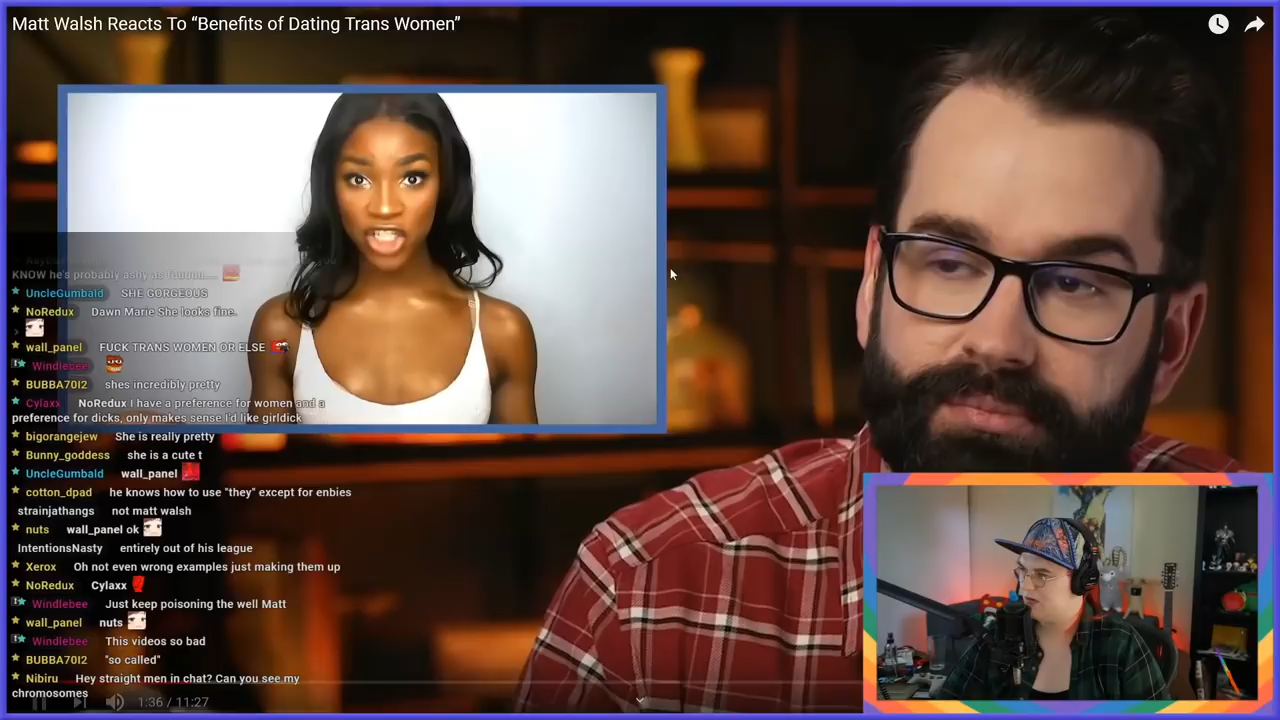 Matt Walsh Reacts To “Benefits of Dating Trans Women”
KNOW he's probably ashy as fuuuuu.....
UncleGumbald SHE GORGEOUS
NoRedux Dawn Marie She looks fine.
wall_panel FUCK TRANS WOMEN OR ELSE
Windlebee
BUBBA70I2 shes incredibly pretty
Cylaxx NoRedux I have a preference for women and a
preference for dicks, only makes sense I'd like girldick
bigorangejew She is really pretty
Bunny_goddess she is a cute t
UncleGumbald wall_panel
cotton_dpad he knows how to use "they" except for enbies
strainjathangs not matt walsh
nuts wall_panel ok
IntentionsNasty entirely out of his league
Xerox Oh not even wrong examples just making them up
NoRedux Cylaxx
Windlebee Just keep poisoning the well Matt
wall_panel nuts
Windlebee This videos so bad
BUBBA70I2 "so called"
Nibiru Hey straight men in chat? Can you see my
chromosomes
1:36 / 11:27